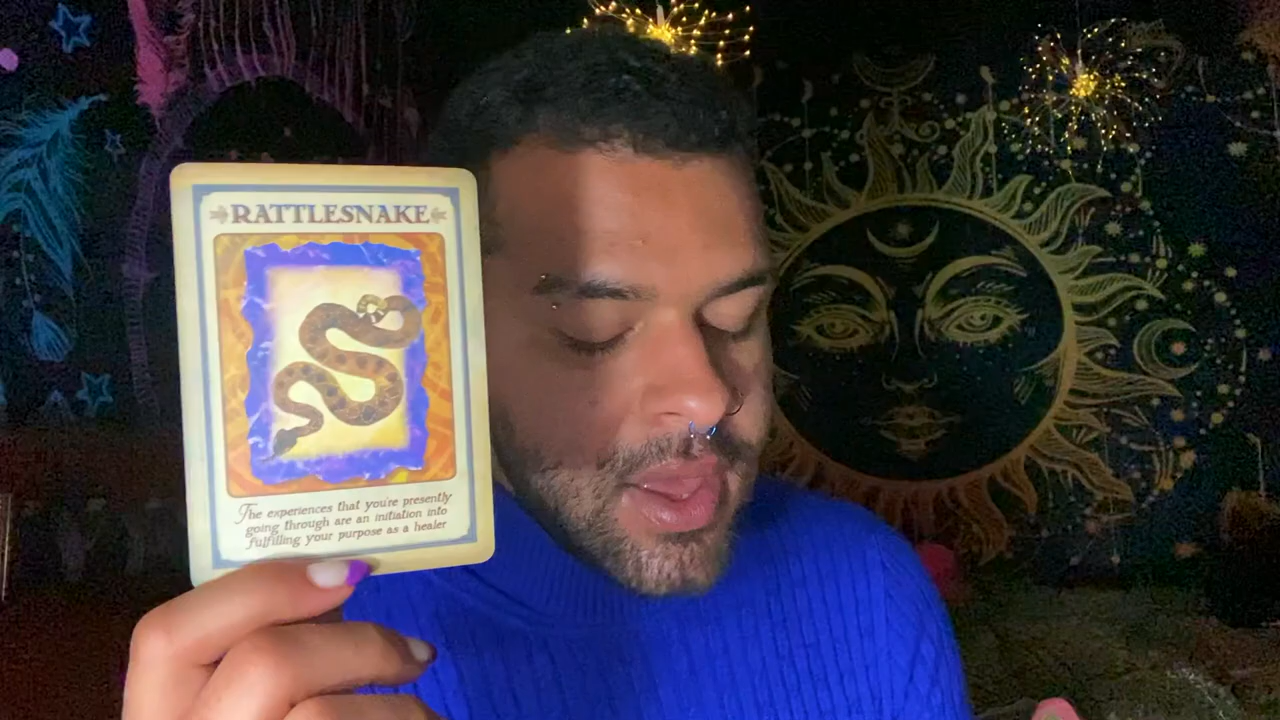 RATTLESNAKE
The experiences that you're presently
going through are an initiation into
fulfilling your purpose as a healer